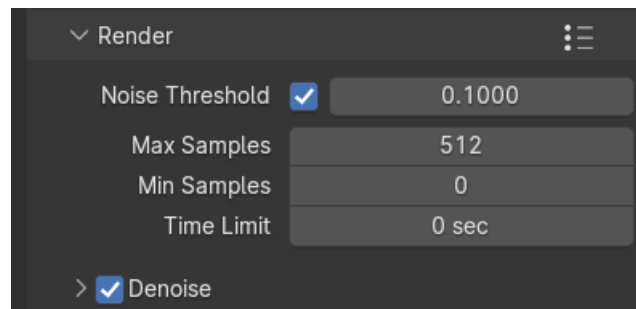 Render
Noise Threshold 0.1000
Max Samples 512
Min Samples 0
Time Limit 0 sec
Denoise